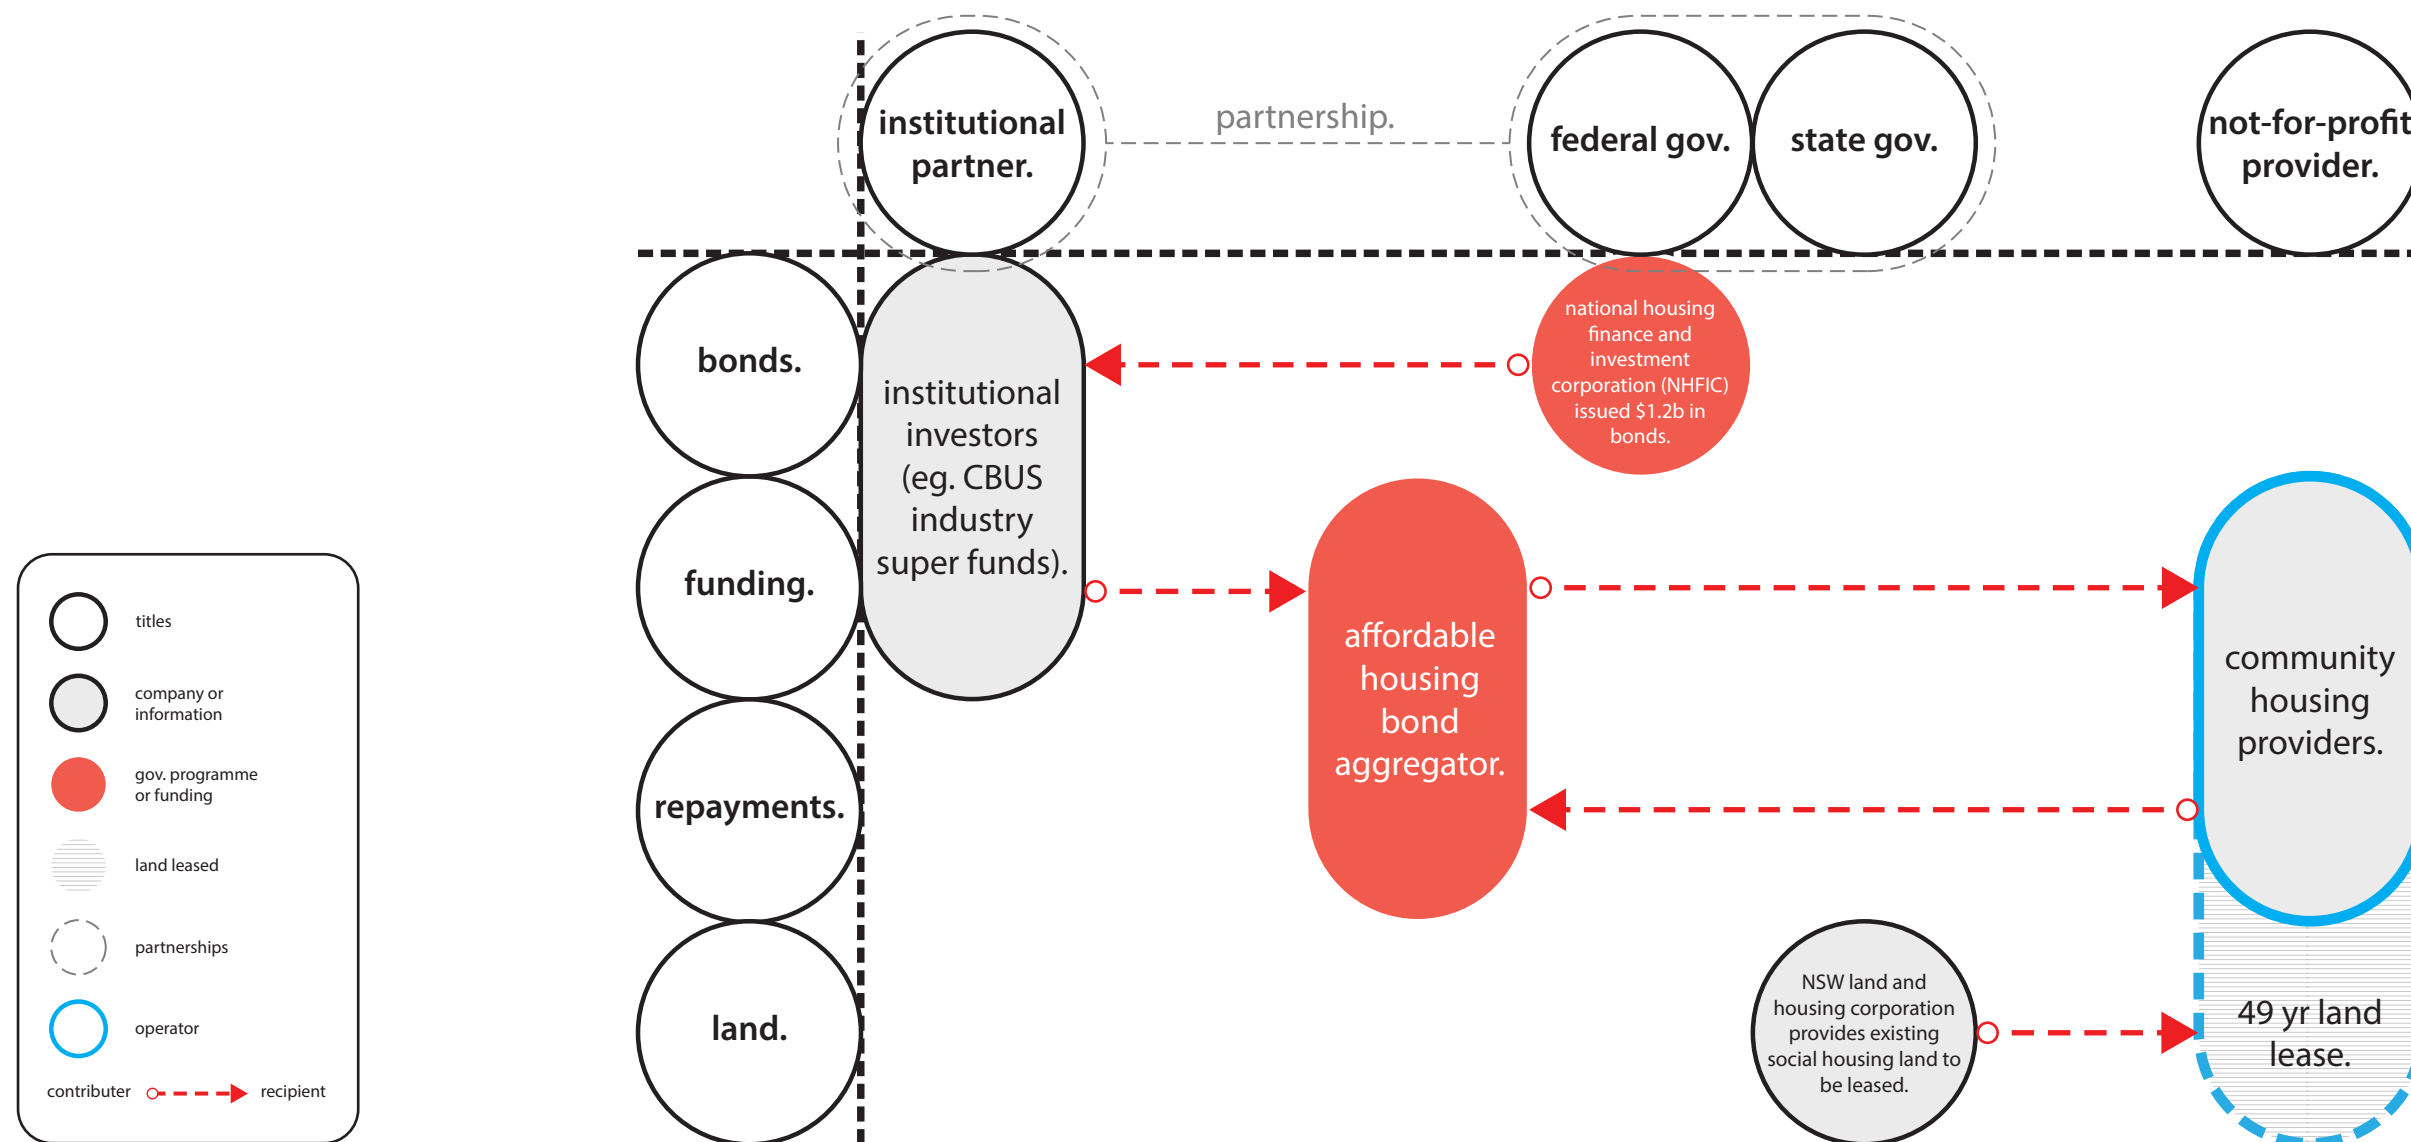 institutional
partner.
partnership.
federal gov.
state gov.
not-for-profit
provider.
bonds.
funding.
repayments.
land.
institutional
investors
(eg. CBUS
industry
super funds).
national housing
finance and
investment
corporation (NHFIC)
issued $1.2b in
bonds.
affordable
housing
bond
aggregator.
community
housing
providers.
NSW land and
housing corporation
provides existing
social housing land to
be leased.
49 yr land
lease.
titles
company or
information
gov. programme
or funding
land leased
partnerships
operator
contributer
recipient